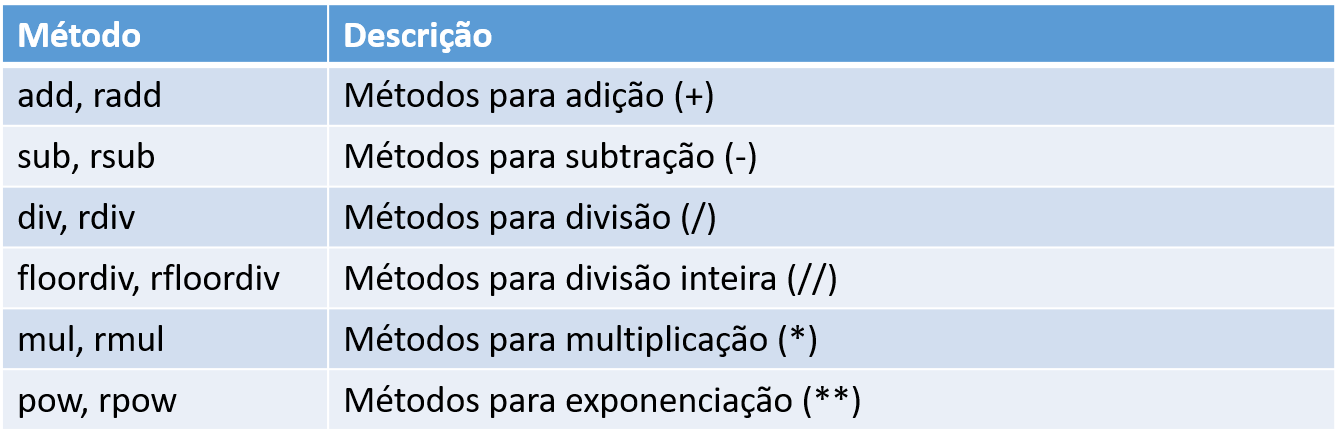 Método Descrição
add, radd Métodos para adição (+)
sub, rsub Métodos para subtração (-)
div, rdiv Métodos para divisão (/)
floordiv, rfloordiv Métodos para divisão inteira (//)
mul, rmul Métodos para multiplicação (*)
pow, rpow Métodos para exponenciação (**)